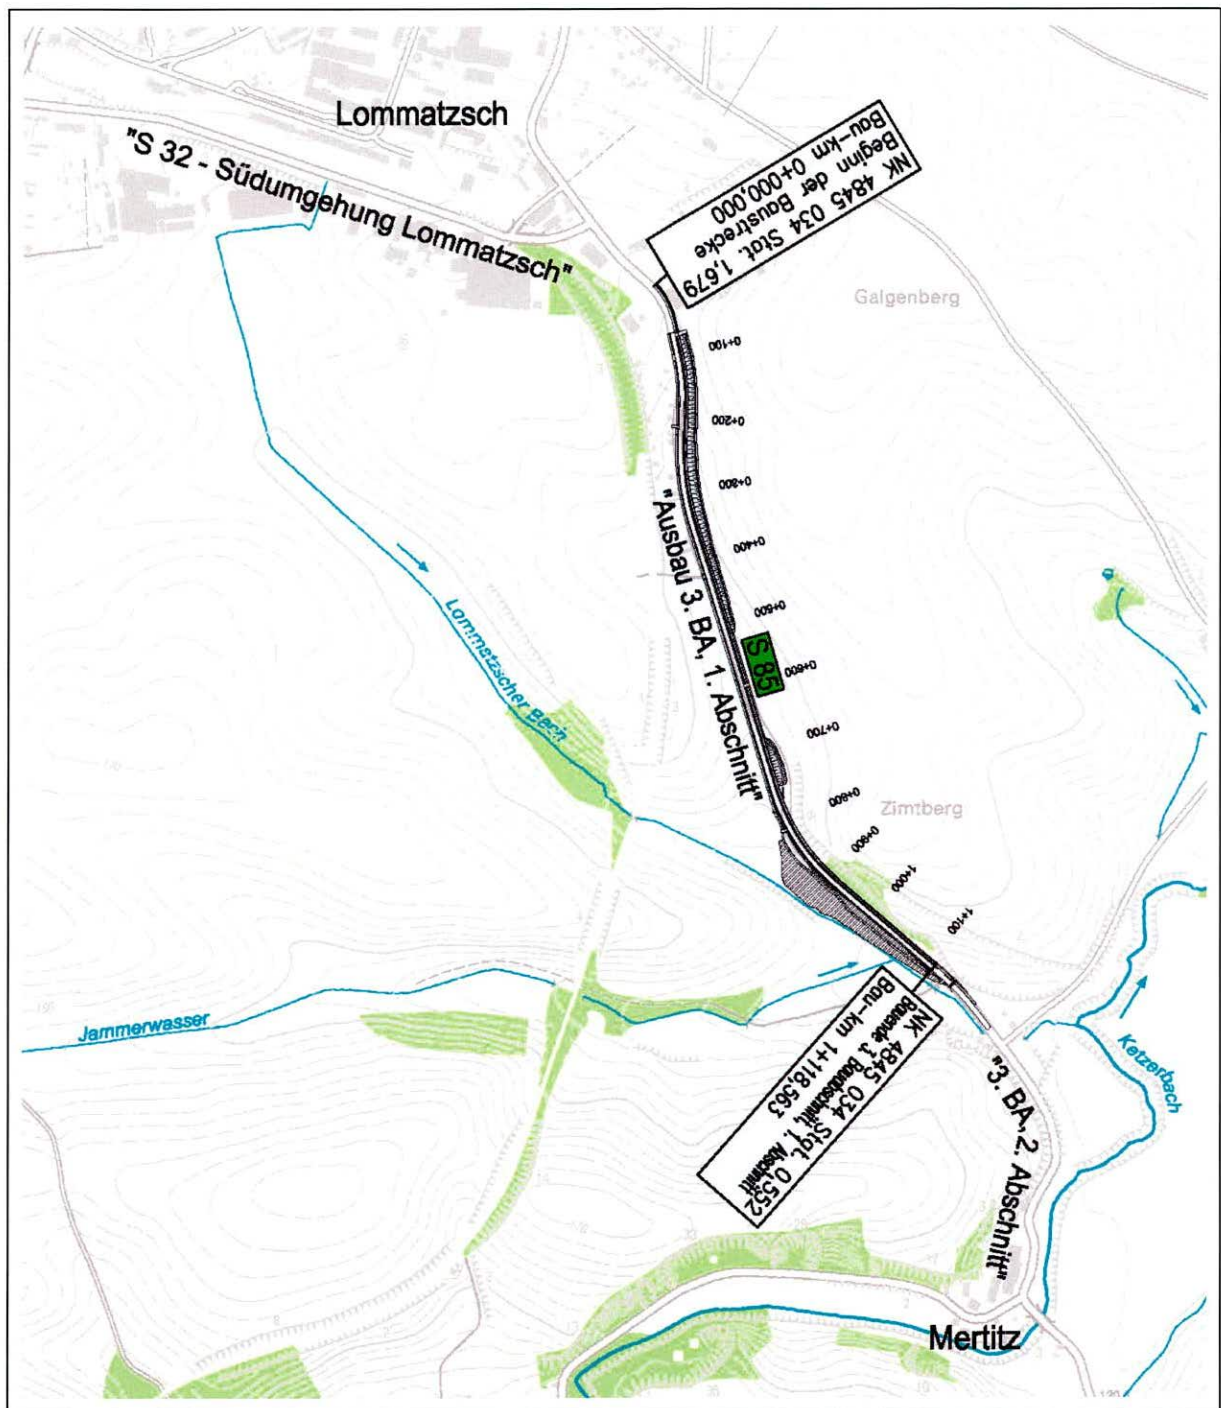 Lommatzsch
"S 32 - Südumgehung Lommatzsch"
NK 4845 034 Stat. 1,679
Beginn der Baustrecke
Bau-km 0+000,000
Galgenberg
0+100
0+200
0+300
0+400
0+500
S 85
0+600
"Ausbau 3. BA, 1. Abschnitt"
0+700
Lommatzscher Bach
0+800
Zimtberg
0+900
1+000
1+100
Jammerwasser
NK 4845 034 Stat. 0,552
Bauende 3. Bauabschnitt, 1. Abschnitt
Bau-km 1+118,563
Ketzerbach
"3. BA, 2. Abschnitt"
Mertitz